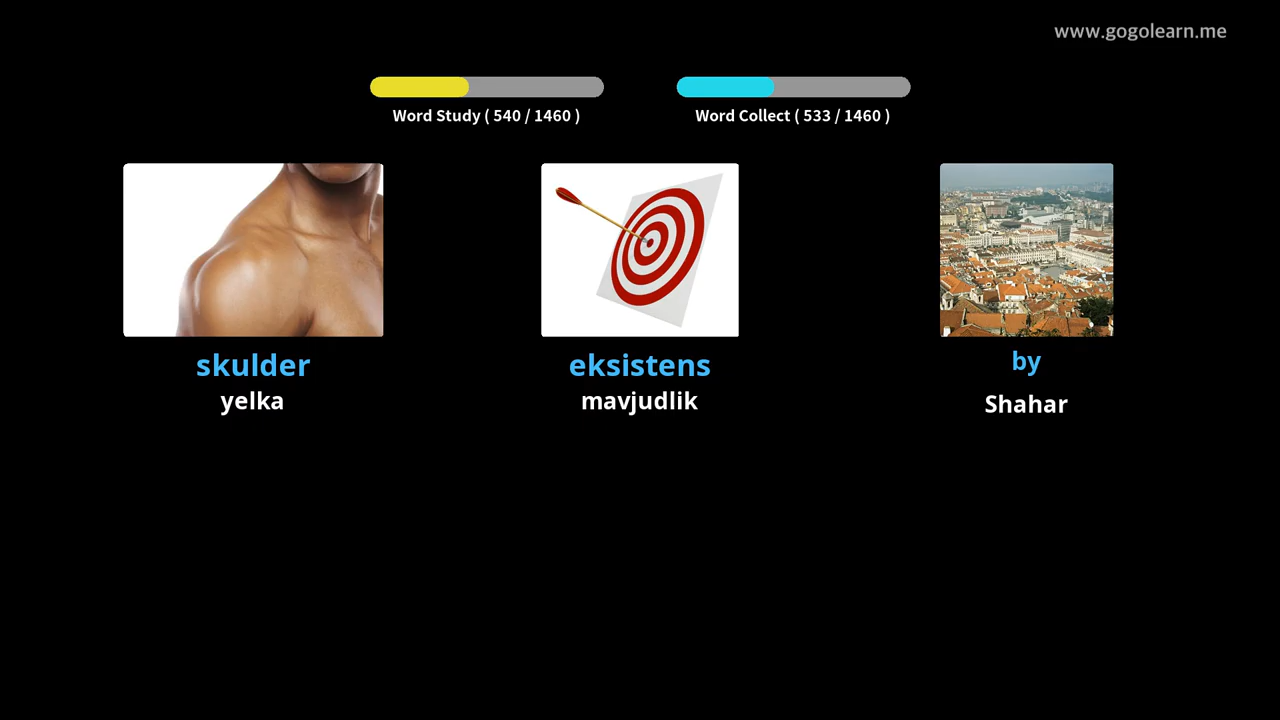 www.gogolearn.me
Word Study ( 540 / 1460 )
Word Collect ( 533 / 1460 )
skulder
yelka
eksistens
mavjudlik
by
Shahar